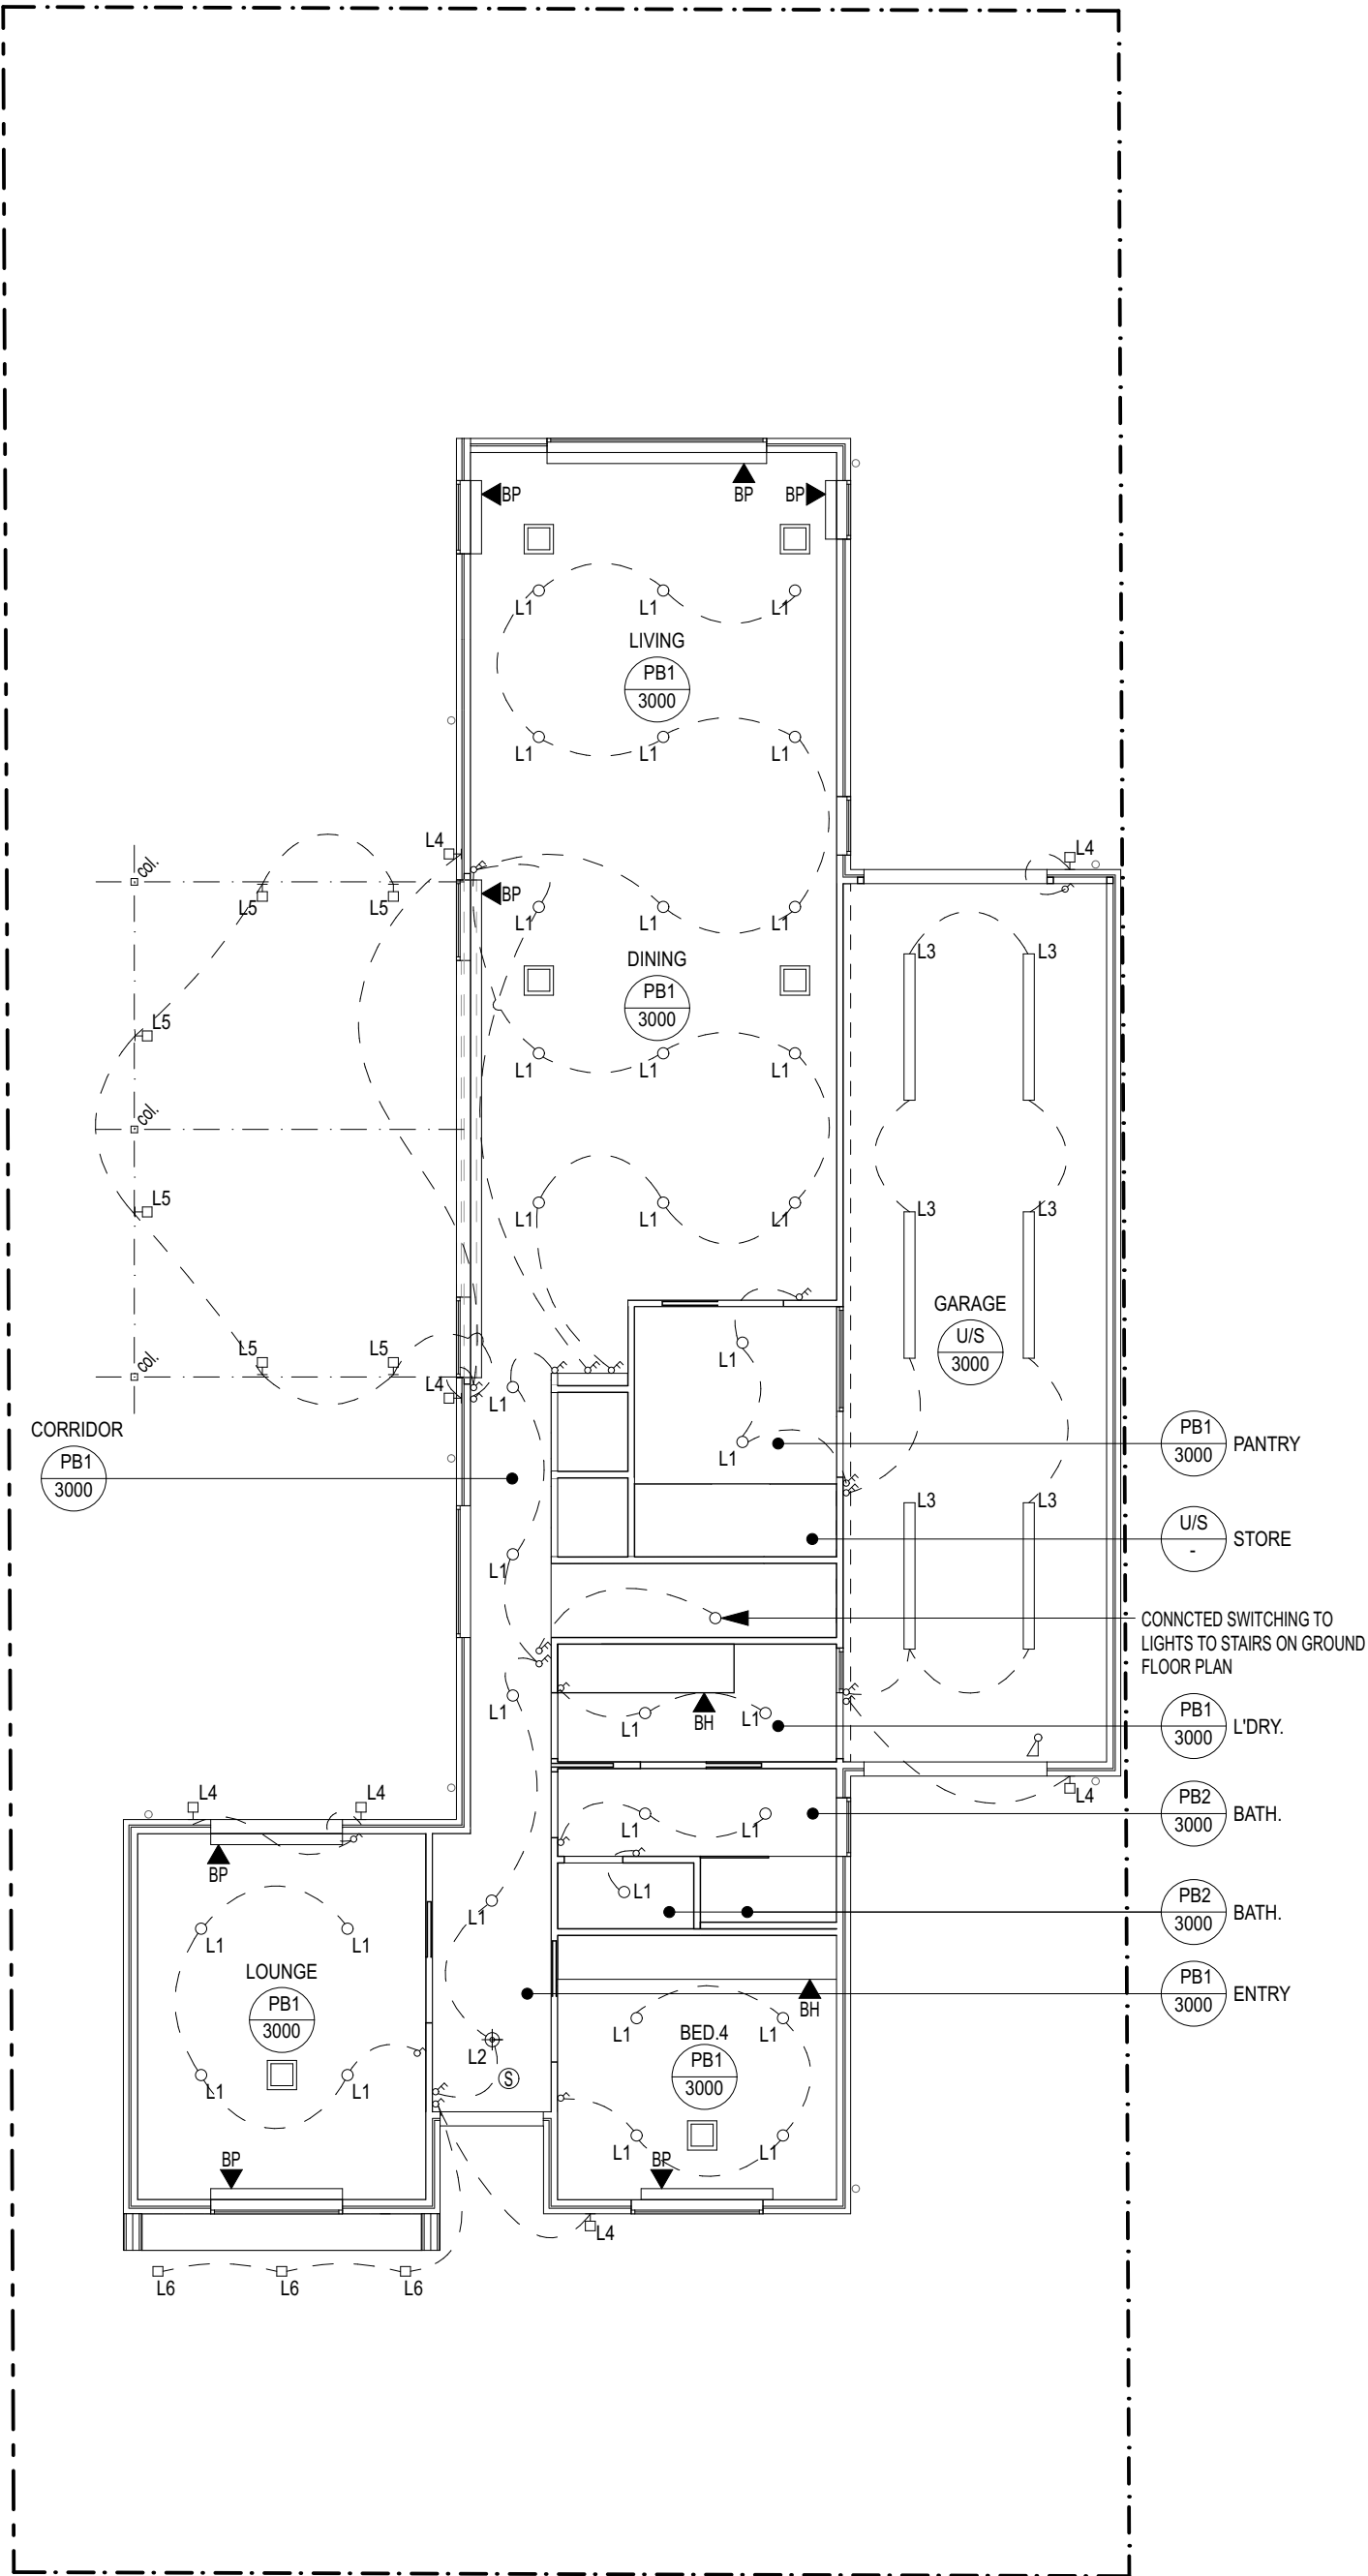 BP
BP
BP
L1
L1
L1
LIVING
PB1
3000
L1
L1
L1
L4
L4
col.
BP
L5
L5
L1
L1
L1
L3
L3
DINING
PB1
3000
L5
L1
L1
L1
col.
L5
L1
L1
L1
L3
L3
GARAGE
U/S
3000
L1
col.
L5
L5
L4
L1
CORRIDOR
PB1
3000
L1
PB1
3000
PANTRY
L3
L3
U/S
-
STORE
L1
CONNCTED SWITCHING TO
LIGHTS TO STAIRS ON GROUND
FLOOR PLAN
L1
L1
BH
L1
PB1
3000
L'DRY.
L4
L4
L4
L1
L1
PB2
3000
BATH.
BP
L1
L1
PB2
3000
BATH.
L1
L1
LOUNGE
PB1
3000
PB1
3000
ENTRY
BH
L1
L1
BED.4
PB1
3000
L2
S
L1
L1
L1
L1
BP
BP
L4
L6
L6
L6